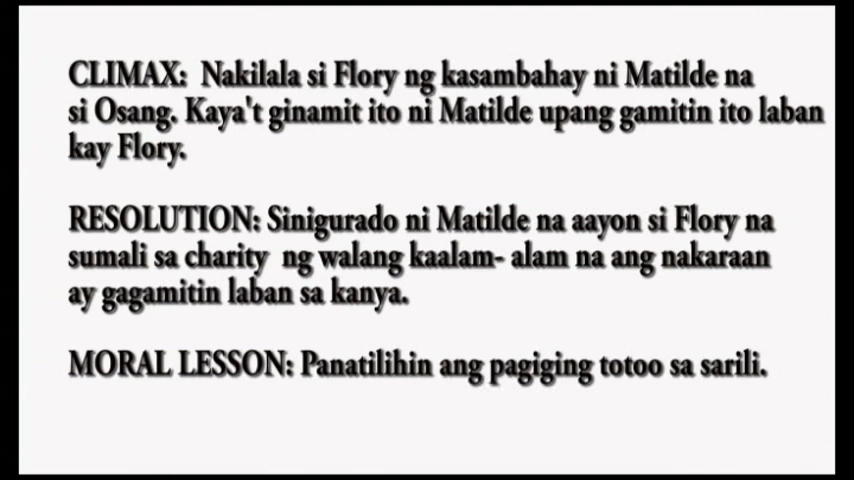 CLIMAX:  Nakilala si Flory ng kasambahay ni Matilde na
si Osang. Kaya't ginamit ito ni Matilde upang gamitin ito laban
kay Flory.
RESOLUTION: Sinigurado ni Matilde na aayon si Flory na
sumali sa charity  ng walang kaalam- alam na ang nakaraan
ay gagamitin laban sa kanya.
MORAL LESSON: Panatilihin ang pagiging totoo sa sarili.